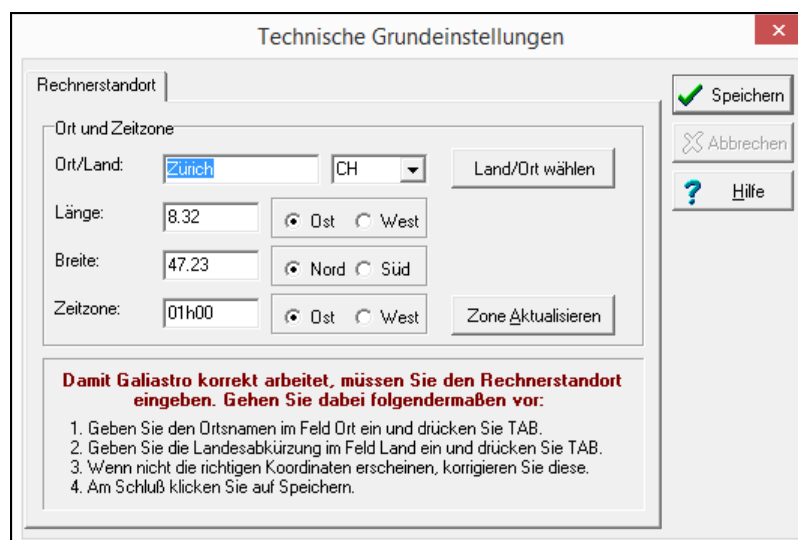 Technische Grundeinstellungen
Rechnerstandort
Speichern
Abbrechen
Hilfe
Ort und Zeitzone
Ort/Land: Zürich CH Land/Ort wählen
Länge: 8.32 Ost West
Breite: 47.23 Nord Süd
Zeitzone: 01h00 Ost West Zone Aktualisieren
Damit Galiastro korrekt arbeitet, müssen Sie den Rechnerstandort
eingeben. Gehen Sie dabei folgendermaßen vor:
1. Geben Sie den Ortsnamen im Feld Ort ein und drücken Sie TAB.
2. Geben Sie die Landesabkürzung im Feld Land ein und drücken Sie TAB.
3. Wenn nicht die richtigen Koordinaten erscheinen, korrigieren Sie diese.
4. Am Schluß klicken Sie auf Speichern.